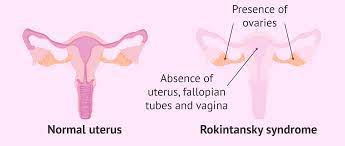 Presence of
ovaries
Absence of
uterus, fallopian
tubes and vagina
Normal uterus
Rokintansky syndrome